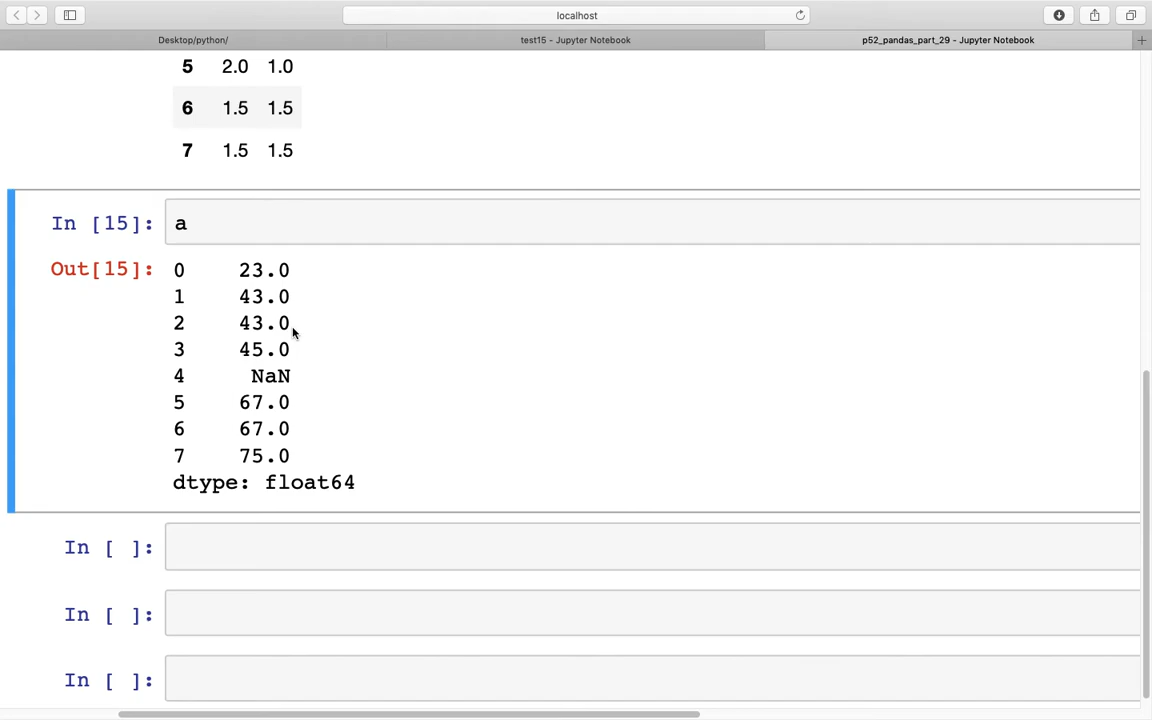 localhost
Desktop/python/ test15 - Jupyter Notebook p52_pandas_part_29 - Jupyter Notebook
5 2.0 1.0
6 1.5 1.5
7 1.5 1.5
In [15]: a
Out[15]: 0 23.0
1 43.0
2 43.0
3 45.0
4 NaN
5 67.0
6 67.0
7 75.0
dtype: float64
In [ ]:
In [ ]:
In [ ]: